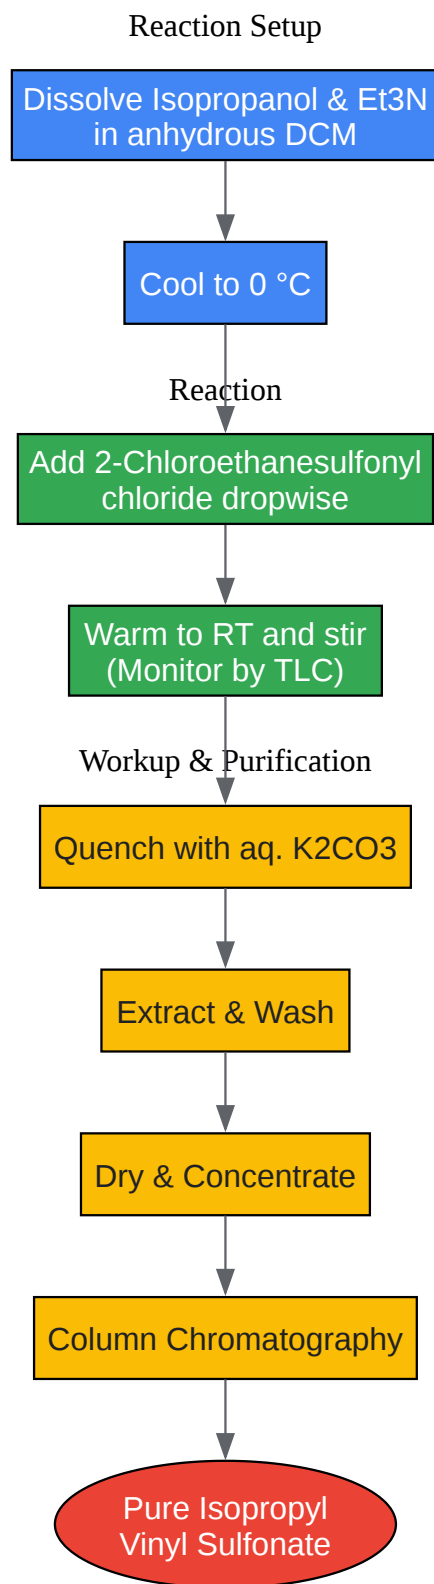 Reaction Setup
Dissolve Isopropanol & Et3N
in anhydrous DCM
Cool to 0 °C
Reaction
Add 2-Chloroethanesulfonyl
chloride dropwise
Warm to RT and stir
(Monitor by TLC)
Workup & Purification
Quench with aq. K2CO3
Extract & Wash
Dry & Concentrate
Column Chromatography
Pure Isopropyl
Vinyl Sulfonate